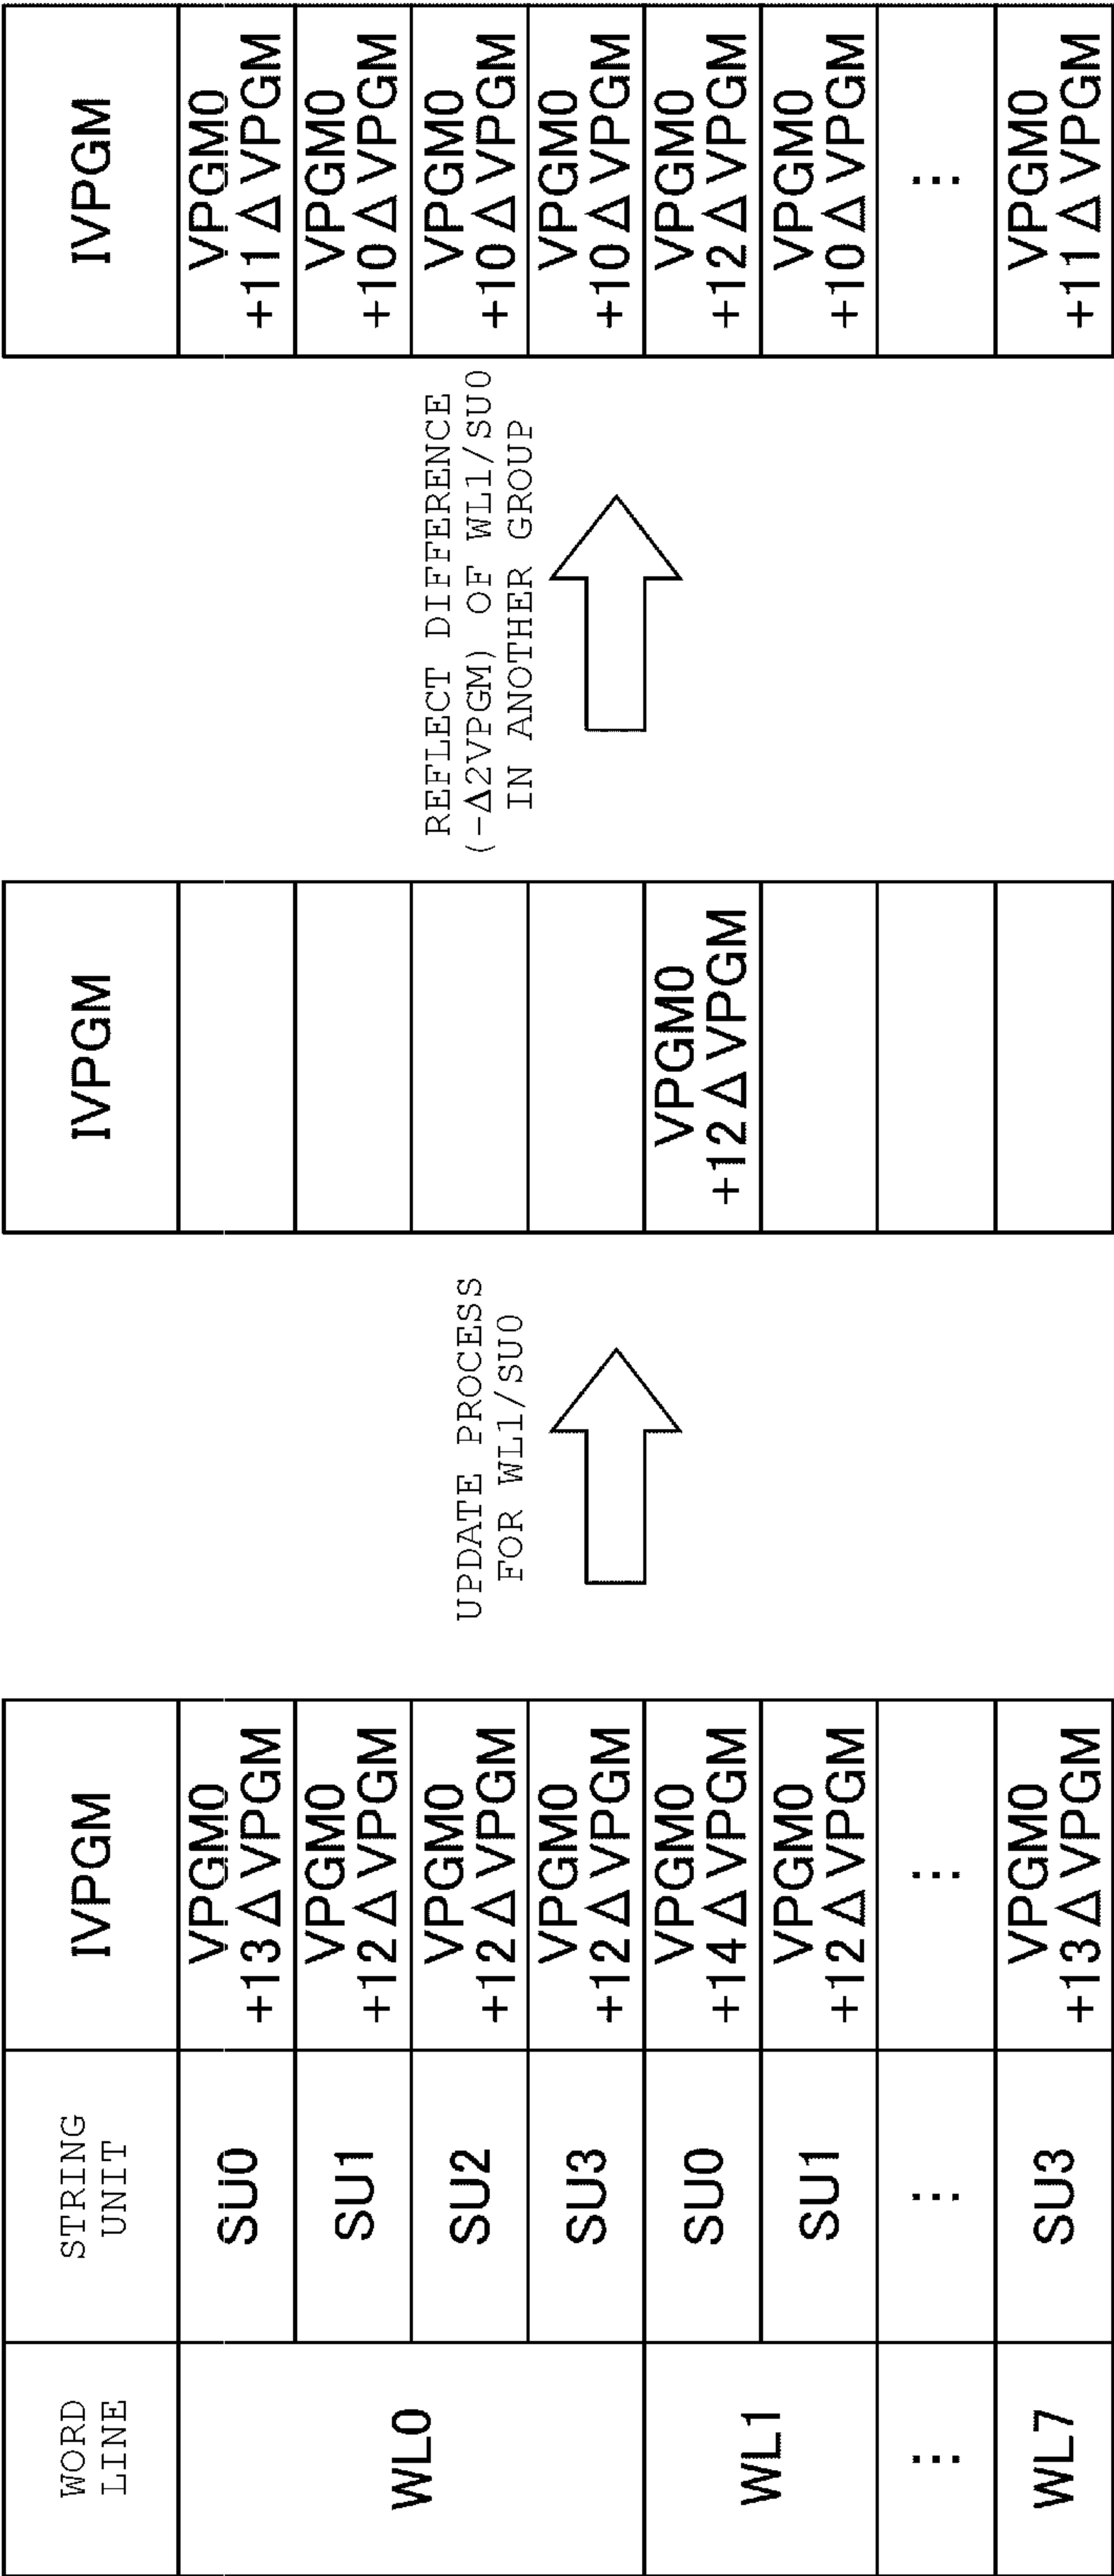 WORD
LINE
STRING
UNIT
IVPGM
WL0
SU0
VPGM0
+13ΔVPGM
SU1
VPGM0
+12ΔVPGM
SU2
VPGM0
+12ΔVPGM
SU3
VPGM0
+12ΔVPGM
WL1
SU0
VPGM0
+14ΔVPGM
SU1
VPGM0
+12ΔVPGM
⋮
⋮
⋮
WL7
SU3
VPGM0
+13ΔVPGM
UPDATE PROCESS
FOR WL1/SU0
IVPGM
VPGM0
+12ΔVPGM
REFLECT DIFFERENCE
(-Δ2VPGM) OF WL1/SU0
IN ANOTHER GROUP
IVPGM
VPGM0
+11ΔVPGM
VPGM0
+10ΔVPGM
VPGM0
+10ΔVPGM
VPGM0
+10ΔVPGM
VPGM0
+12ΔVPGM
VPGM0
+10ΔVPGM
⋮
VPGM0
+11ΔVPGM